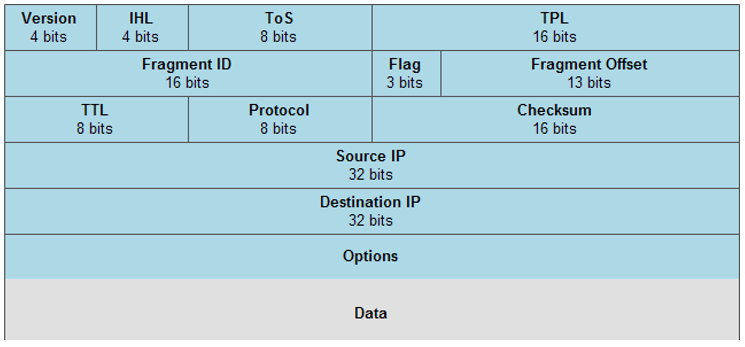 Version IHL ToS TPL
4 bits 4 bits 8 bits 16 bits
Fragment ID Flag Fragment Offset
16 bits 3 bits 13 bits
TTL Protocol Checksum
8 bits 8 bits 16 bits
Source IP
32 bits
Destination IP
32 bits
Options
Data